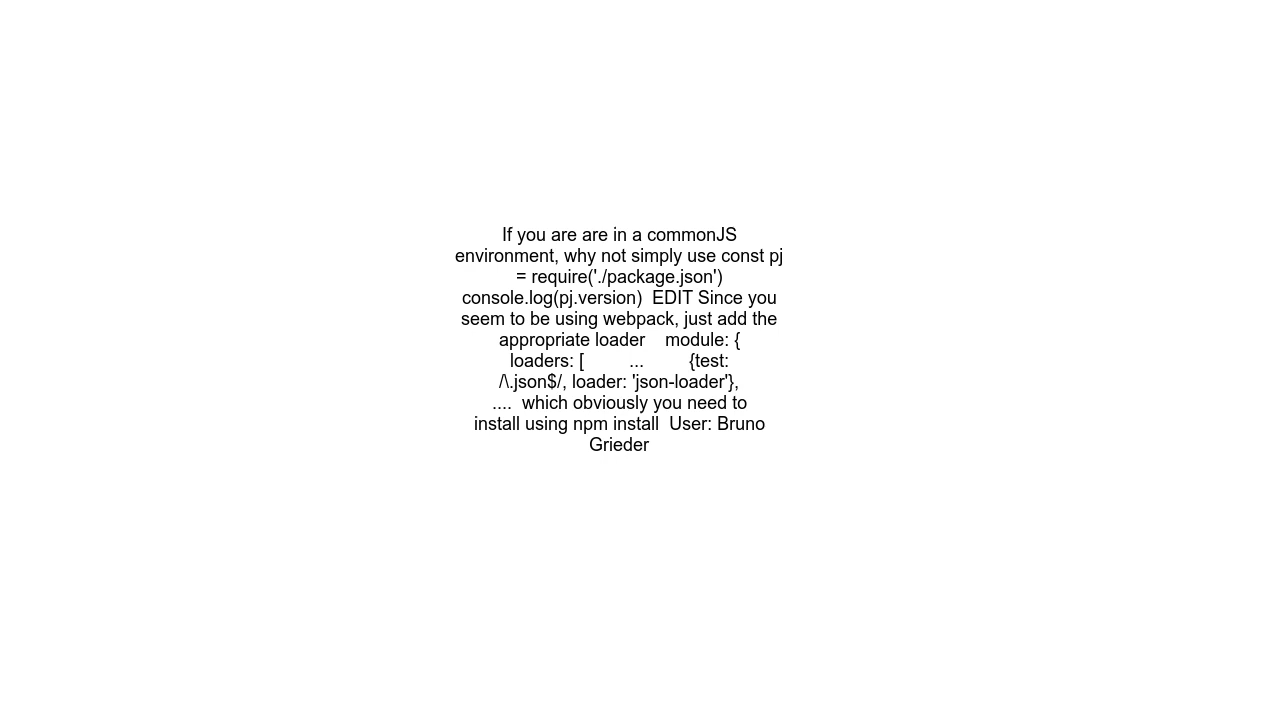 If you are are in a commonJS
environment, why not simply use const pj
= require('./package.json')
console.log(pj.version)  EDIT Since you
seem to be using webpack, just add the
appropriate loader    module: {
loaders: [         ...         {test:
/\.json$/, loader: 'json-loader'},
....  which obviously you need to
install using npm install  User: Bruno
Grieder